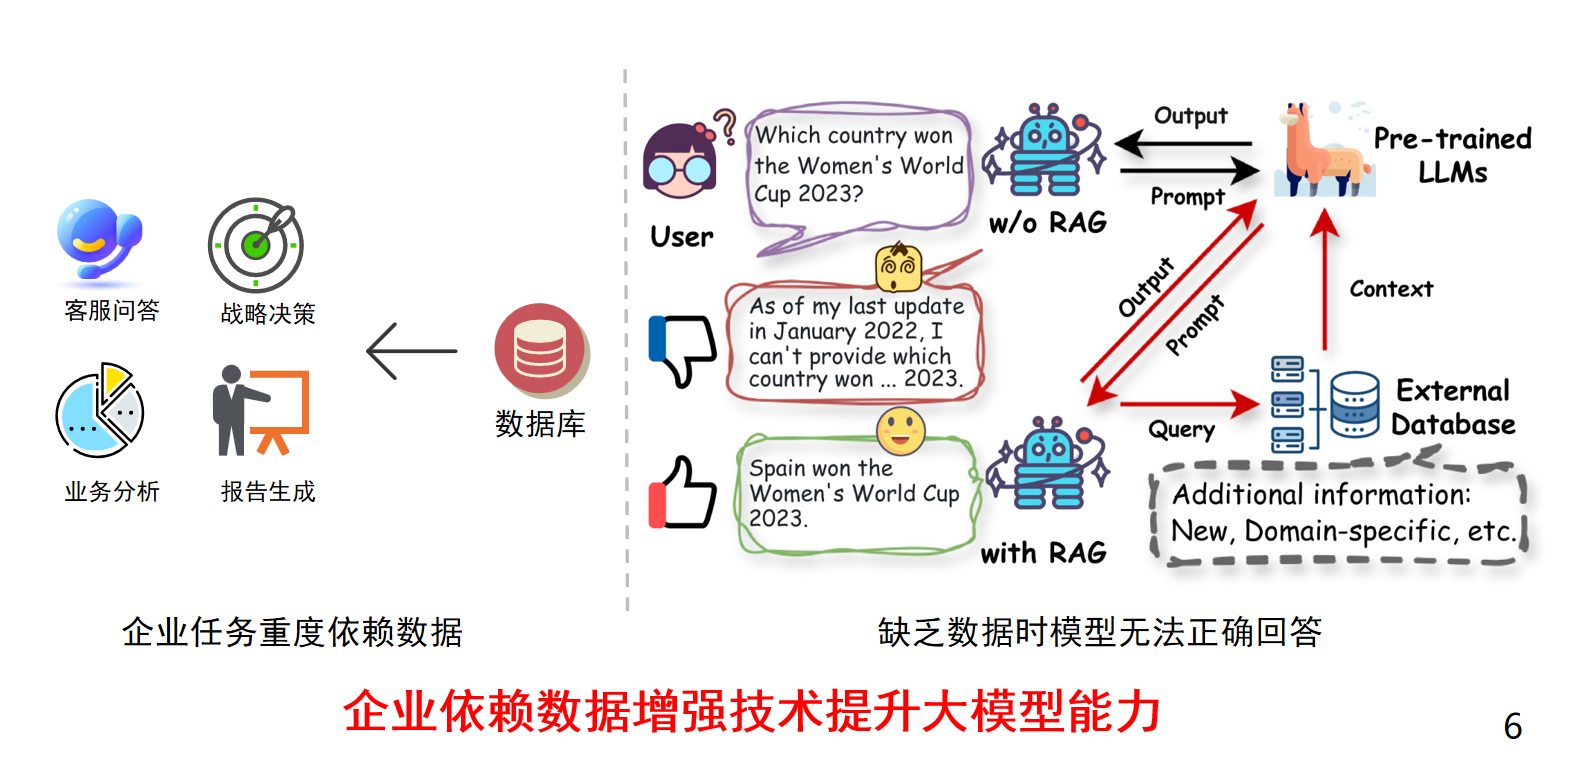 客服问答
战略决策
业务分析
报告生成
数据库
企业任务重度依赖数据
User
Which country won
the Women's World
Cup 2023?
w/o RAG
Output
Prompt
Pre-trained
LLMs
As of my last update
in January 2022, I
can't provide which
country won ... 2023.
Output
Prompt
Context
Spain won the
Women's World Cup
2023.
with RAG
Query
External
Database
Additional information:
New, Domain-specific, etc.
缺乏数据时模型无法正确回答
企业依赖数据增强技术提升大模型能力
6